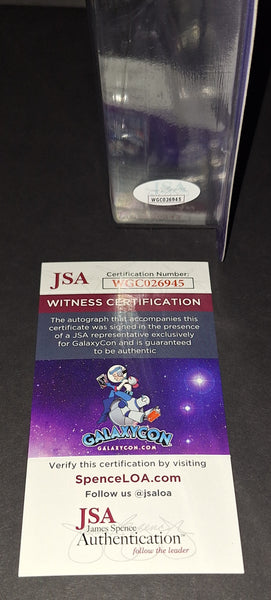 WGC026945
JSA
Certification Number:
WGC026945
WITNESS CERTIFICATION
The autograph that accompanies this
certificate was signed in the presence
of a JSA representative exclusively
for GalaxyCon and is guaranteed
to be authentic
GALAXYCON
GALAXYCON.COM
Verify this certification by visiting
SpenceLOA.com
Follow us @jsaloa
JSA
James Spence
Authentication™
follow the leader